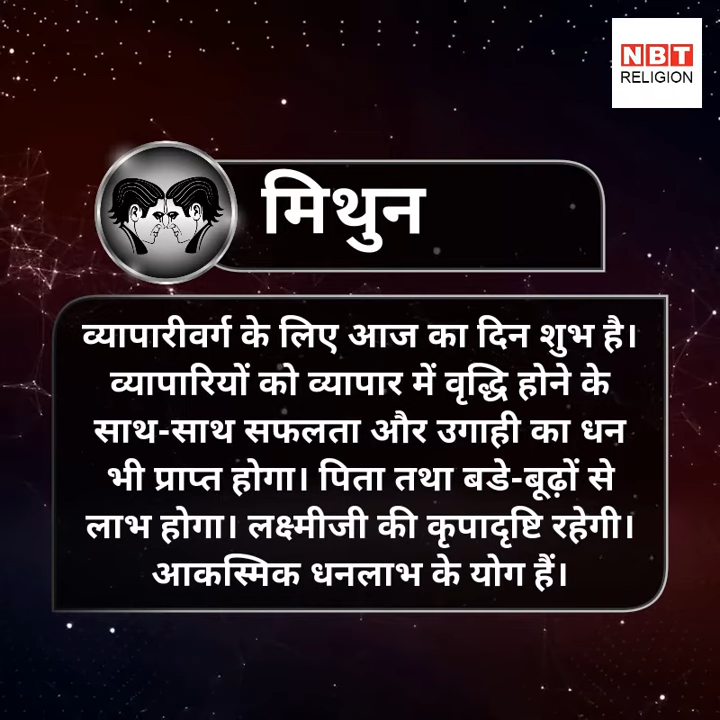 NBT
RELIGION
मिथुन
व्यापारीवर्ग के लिए आज का दिन शुभ है।
व्यापारियों को व्यापार में वृद्धि होने के
साथ-साथ सफलता और उगाही का धन
भी प्राप्त होगा। पिता तथा बडे-बूढ़ों से
लाभ होगा। लक्ष्मीजी की कृपादृष्टि रहेगी।
आकस्मिक धनलाभ के योग हैं।